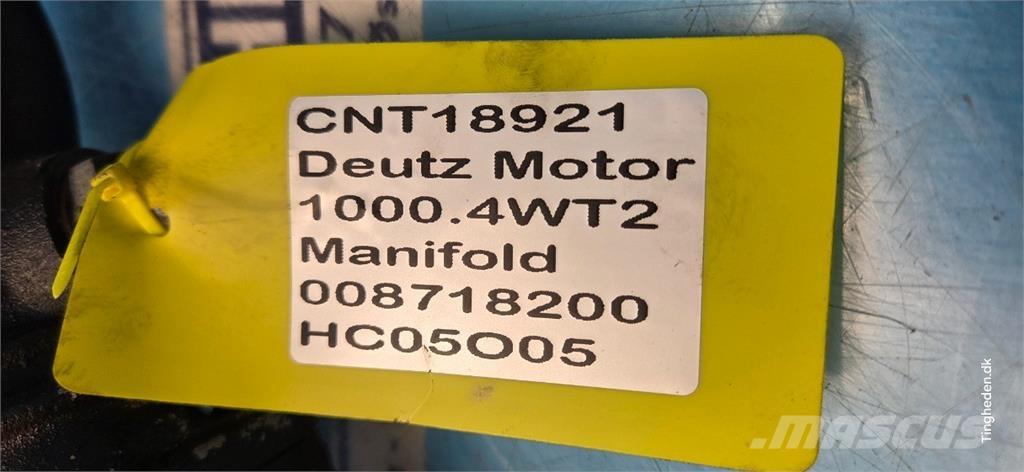 CNT18921
Deutz Motor
1000.4WT2
Manifold
008718200
HC05O05
Tingheden.dk
MASCUS